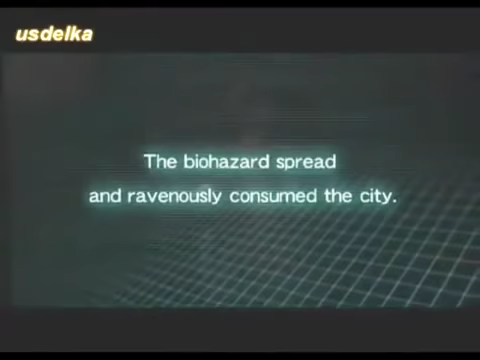 usdelka
The biohazard spread
and ravenously consumed the city.